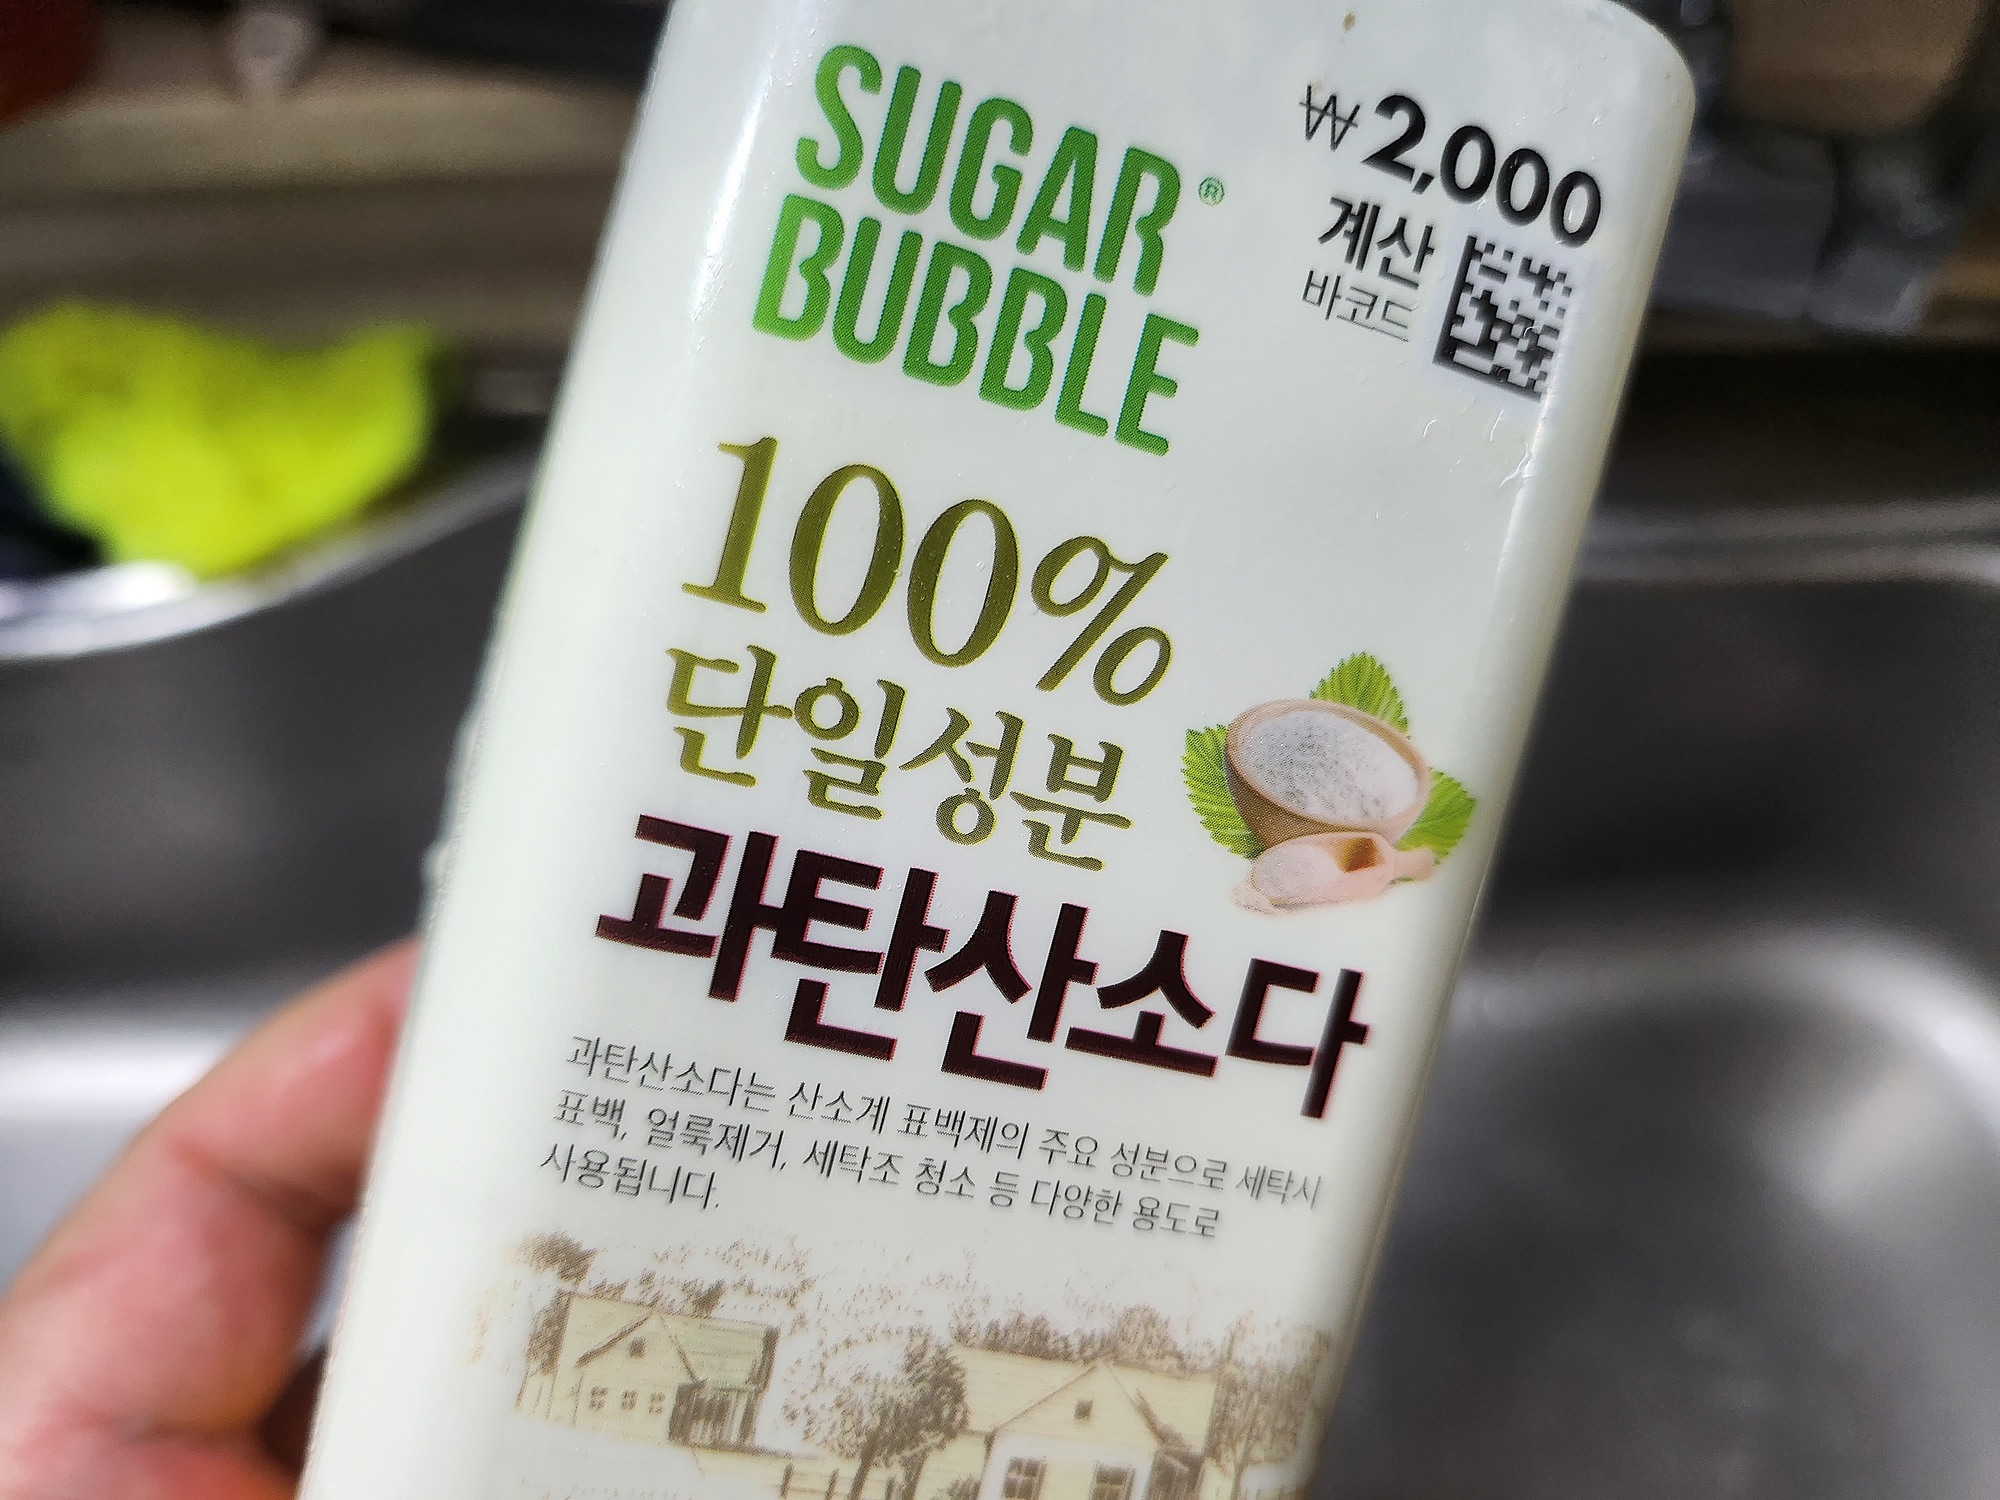 SUGAR®
BUBBLE
₩2,000
계산
바코드
100%
단일성분
과탄산소다
과탄산소다는 산소계 표백제의 주요 성분으로 세탁시
표백, 얼룩제거, 세탁조 청소 등 다양한 용도로
사용됩니다.